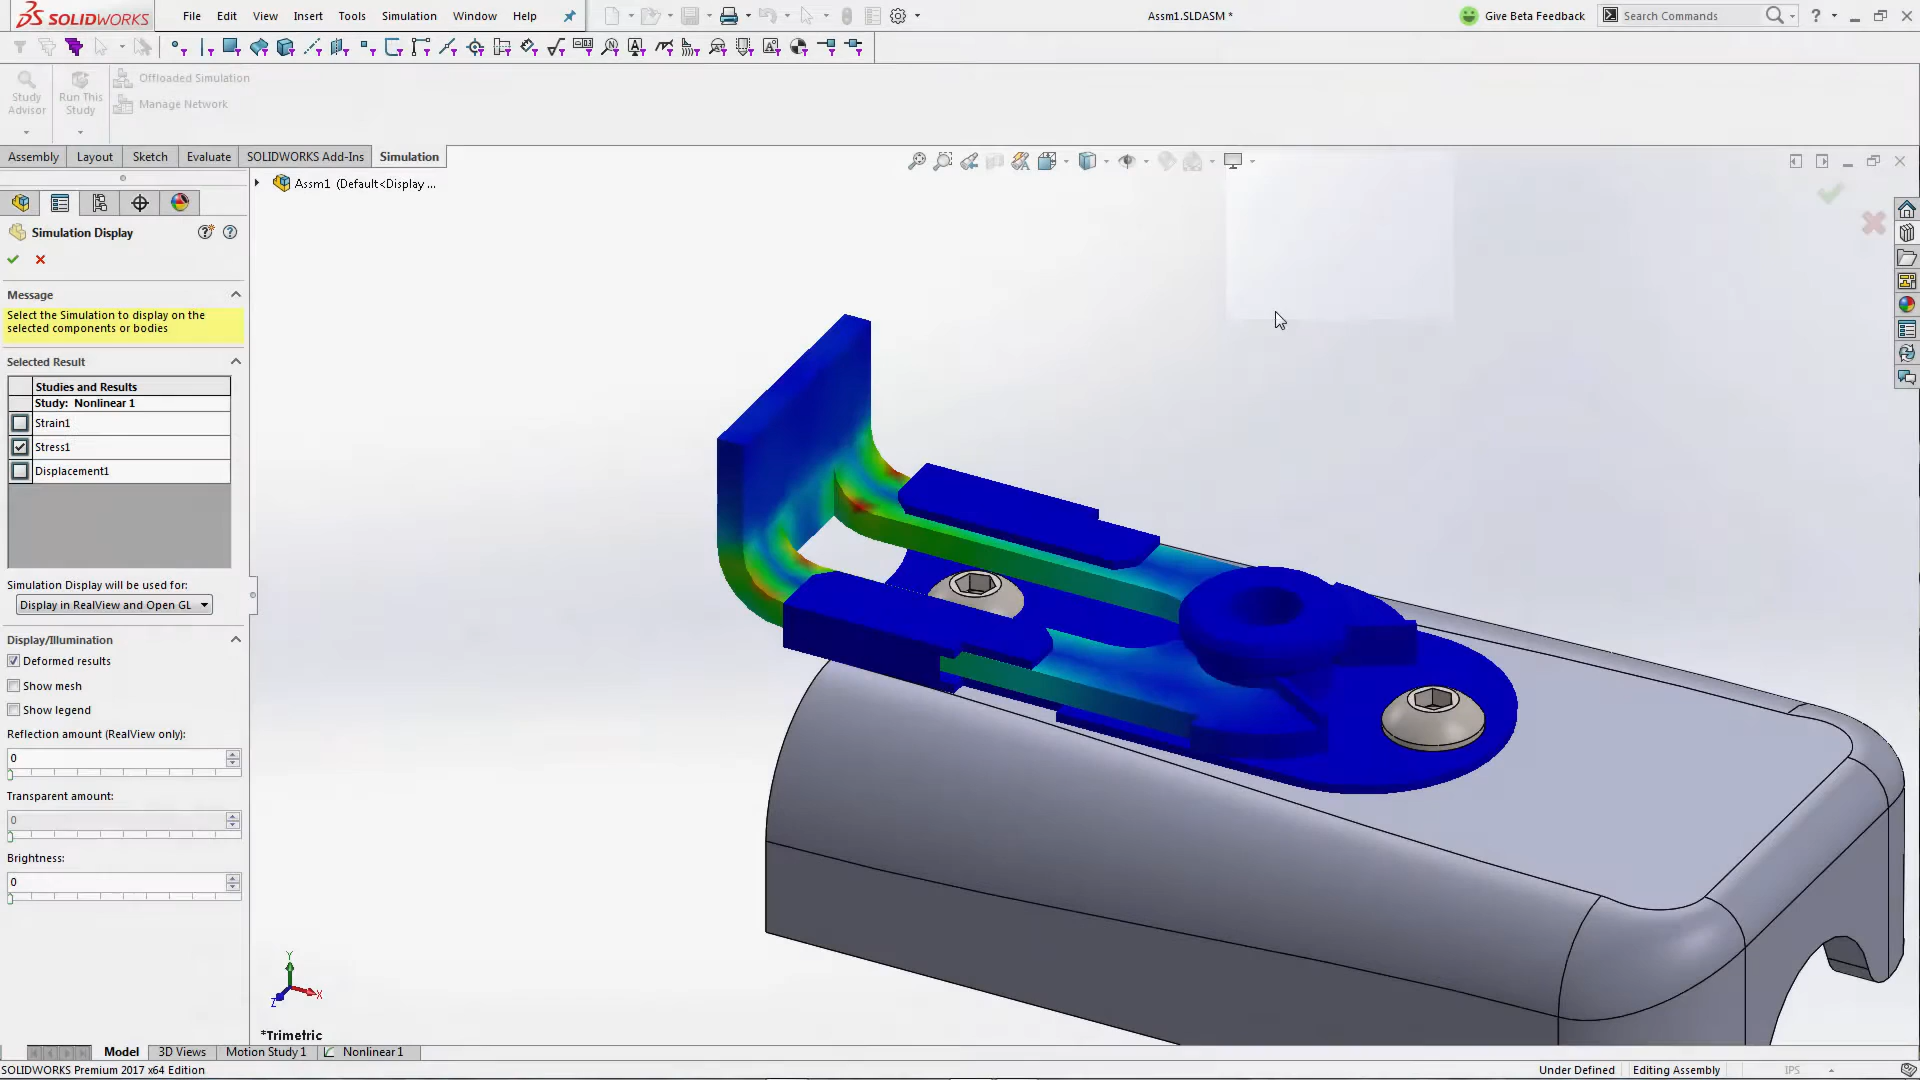 SOLIDWORKS
File Edit View Insert Tools Simulation Window Help
Assm1.SLDASM *
Give Beta Feedback
Search Commands
Study Advisor
Run This Study
Offloaded Simulation
Manage Network
Assembly Layout Sketch Evaluate SOLIDWORKS Add-Ins Simulation
Assm1 (Default<Display ...
Simulation Display
Message
Select the Simulation to display on the
selected components or bodies
Selected Result
Studies and Results
Study: Nonlinear 1
Strain1
Stress1
Displacement1
Simulation Display will be used for:
Display in RealView and Open GL
Display/Illumination
Deformed results
Show mesh
Show legend
Reflection amount (RealView only):
0
Transparent amount:
0
Brightness:
0
Y
X
Z
*Trimetric
Model 3D Views Motion Study 1 Nonlinear 1
SOLIDWORKS Premium 2017 x64 Edition
Under Defined Editing Assembly IPS